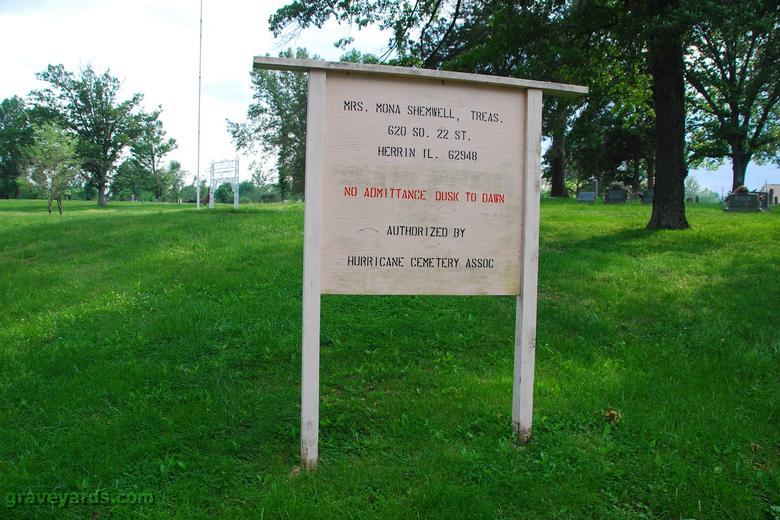 MRS. MONA SHEMWELL, TREAS.
620 SO. 22 ST.
HERRIN IL. 62948
NO ADMITTANCE DUSK TO DAWN
AUTHORIZED BY
HURRICANE CEMETERY ASSOC
graveyards.com